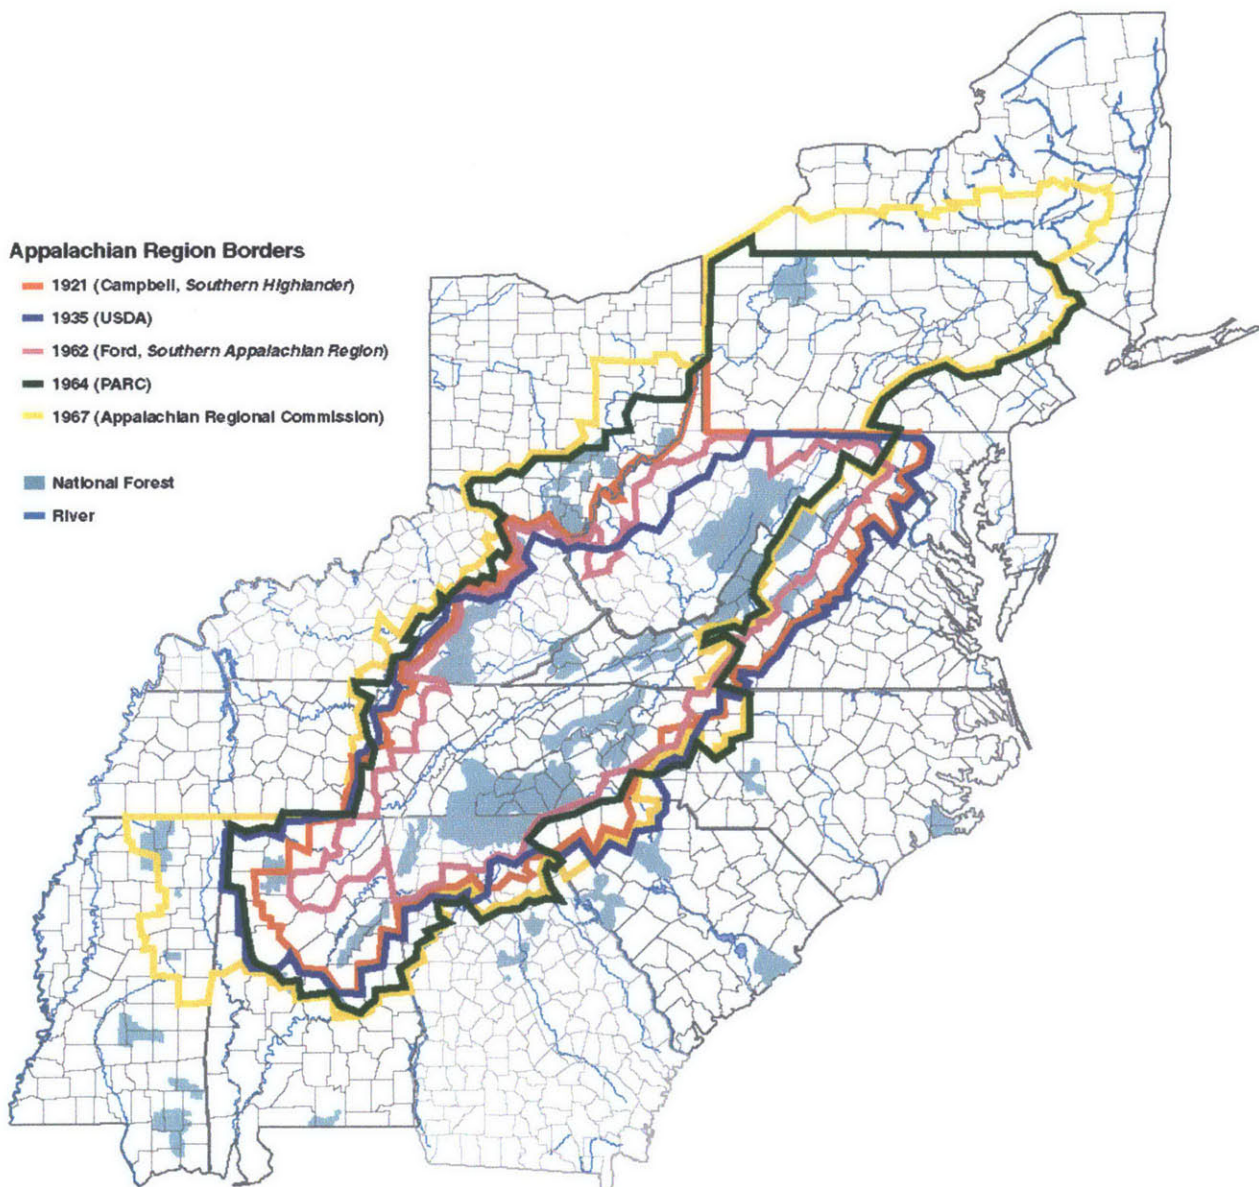 Appalachian Region Borders
1921 (Campbell, Southern Highlander)
1935 (USDA)
1962 (Ford, Southern Appalachian Region)
1964 (PARC)
1967 (Appalachian Regional Commission)
National Forest
River